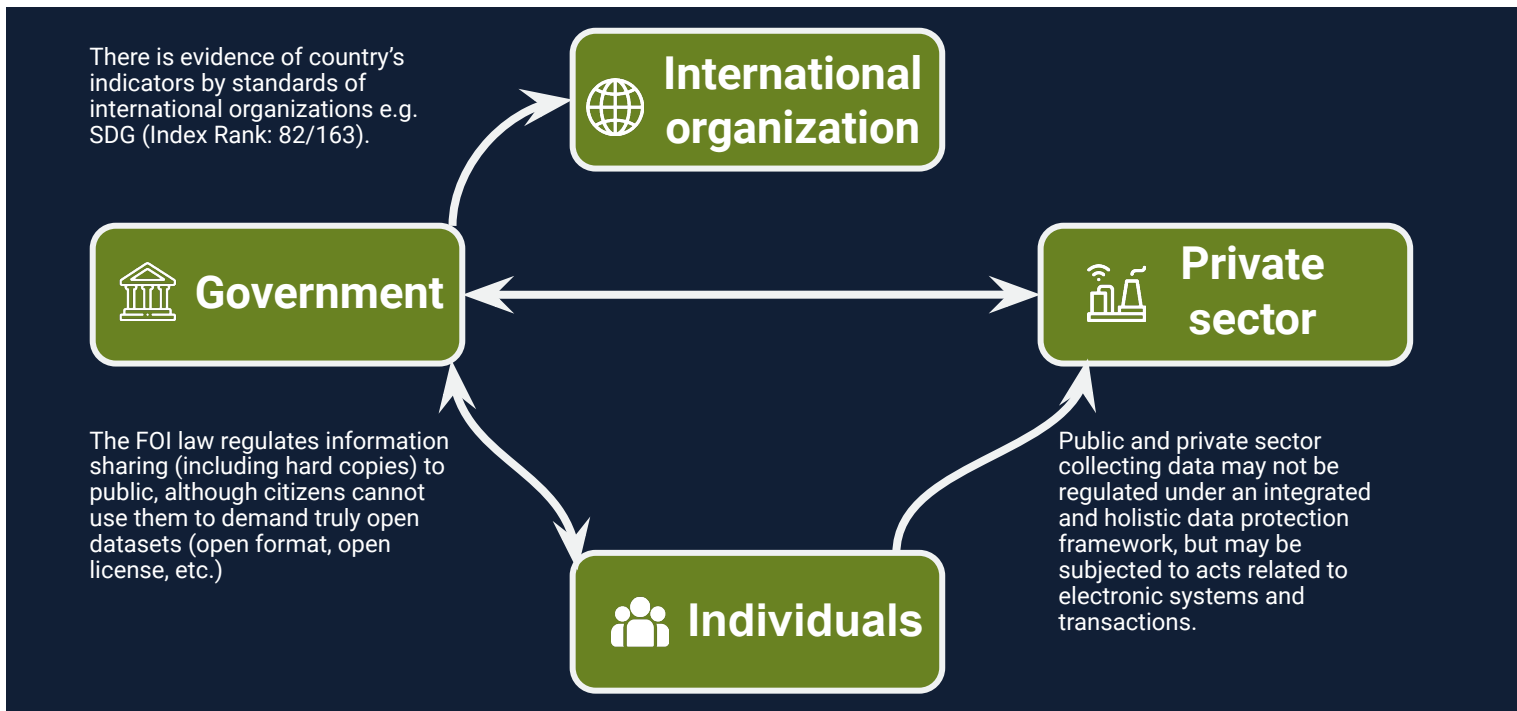 There is evidence of country’s
indicators by standards of
international organizations e.g.
SDG (Index Rank: 82/163).
International
organization
Government
Private
sector
The FOI law regulates information
sharing (including hard copies) to
public, although citizens cannot
use them to demand truly open
datasets (open format, open
license, etc.)
Public and private sector
collecting data may not be
regulated under an integrated
and holistic data protection
framework, but may be
subjected to acts related to
electronic systems and
transactions.
Individuals